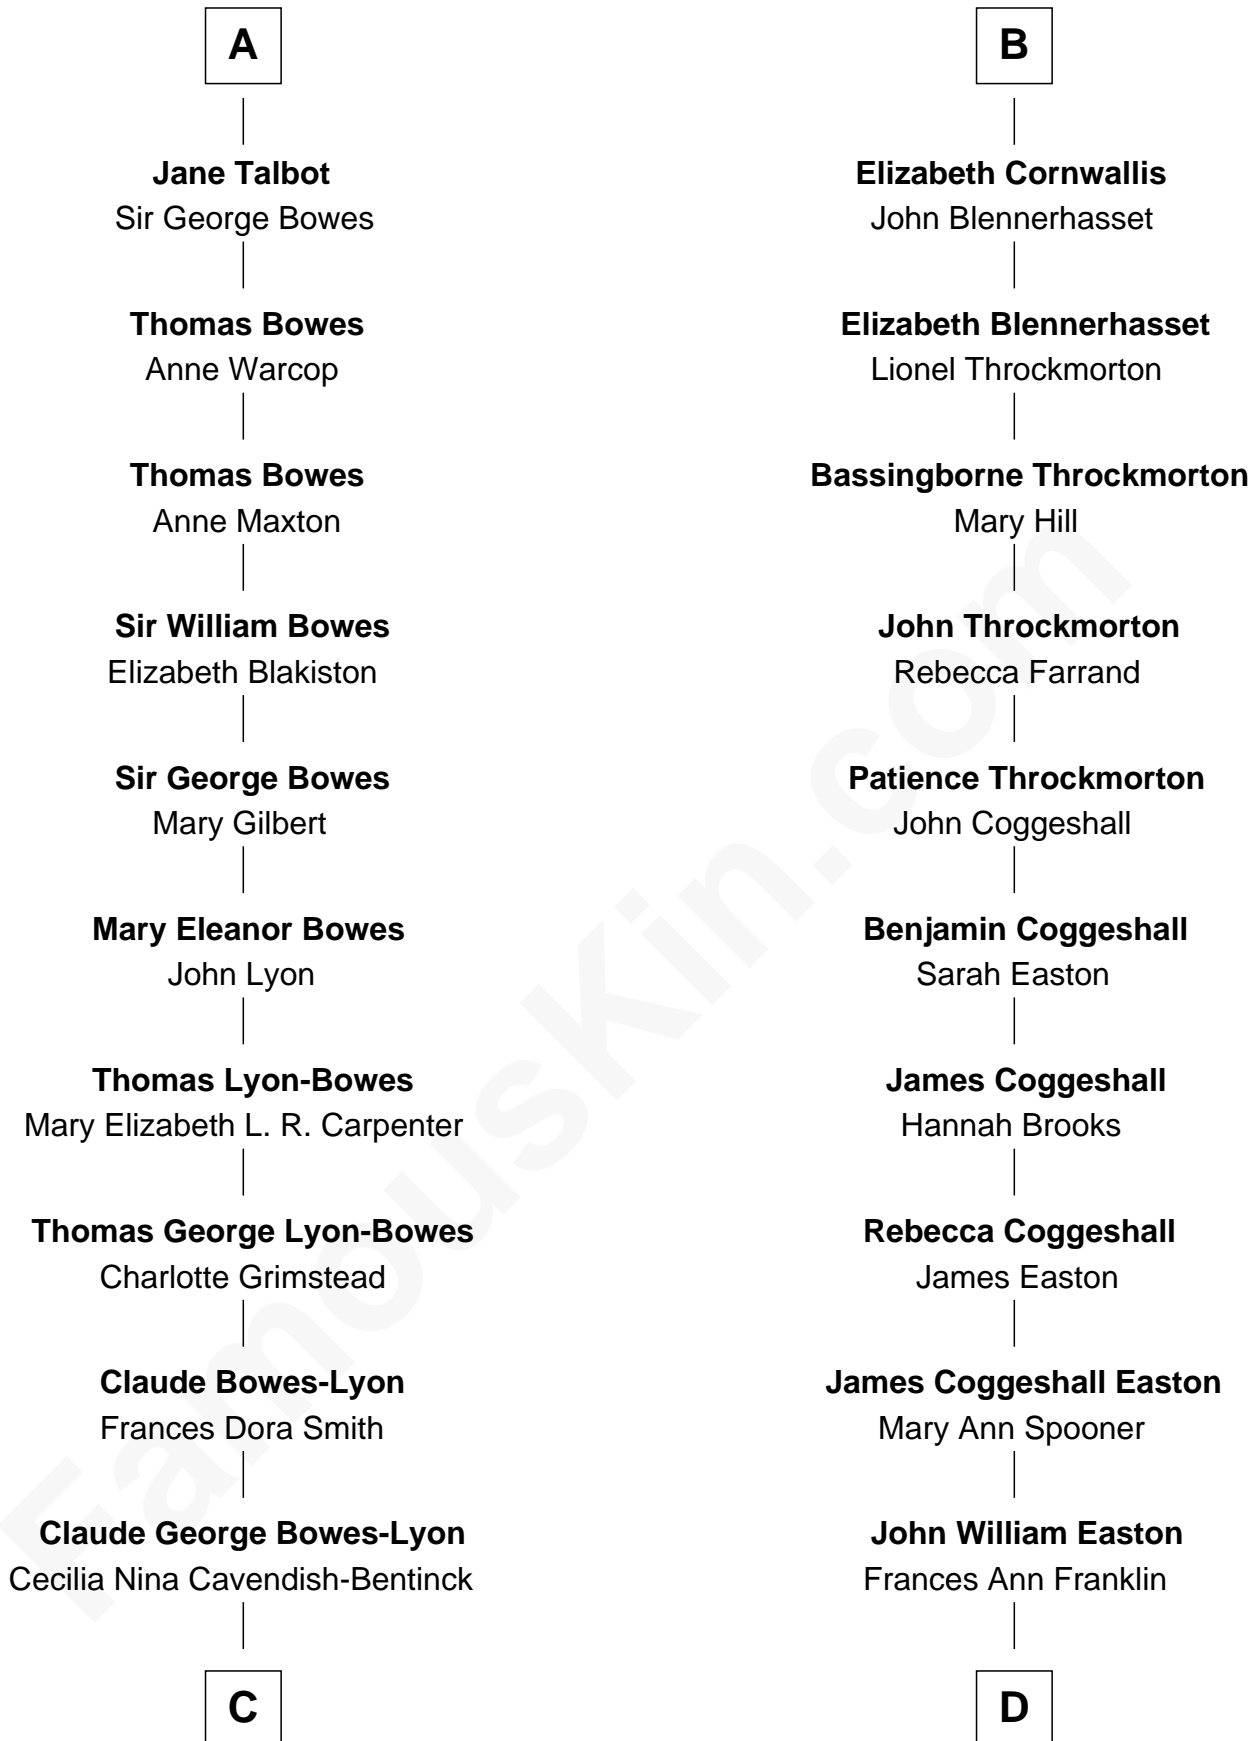 A
Jane Talbot
Sir George Bowes
Thomas Bowes
Anne Warcop
Thomas Bowes
Anne Maxton
Sir William Bowes
Elizabeth Blakiston
Sir George Bowes
Mary Gilbert
Mary Eleanor Bowes
John Lyon
Thomas Lyon-Bowes
Mary Elizabeth L. R. Carpenter
Thomas George Lyon-Bowes
Charlotte Grimstead
Claude Bowes-Lyon
Frances Dora Smith
Claude George Bowes-Lyon
Cecilia Nina Cavendish-Bentinck
C
B
Elizabeth Cornwallis
John Blennerhasset
Elizabeth Blennerhasset
Lionel Throckmorton
Bassingborne Throckmorton
Mary Hill
John Throckmorton
Rebecca Farrand
Patience Throckmorton
John Coggeshall
Benjamin Coggeshall
Sarah Easton
James Coggeshall
Hannah Brooks
Rebecca Coggeshall
James Easton
James Coggeshall Easton
Mary Ann Spooner
John William Easton
Frances Ann Franklin
D
FamousKin.com